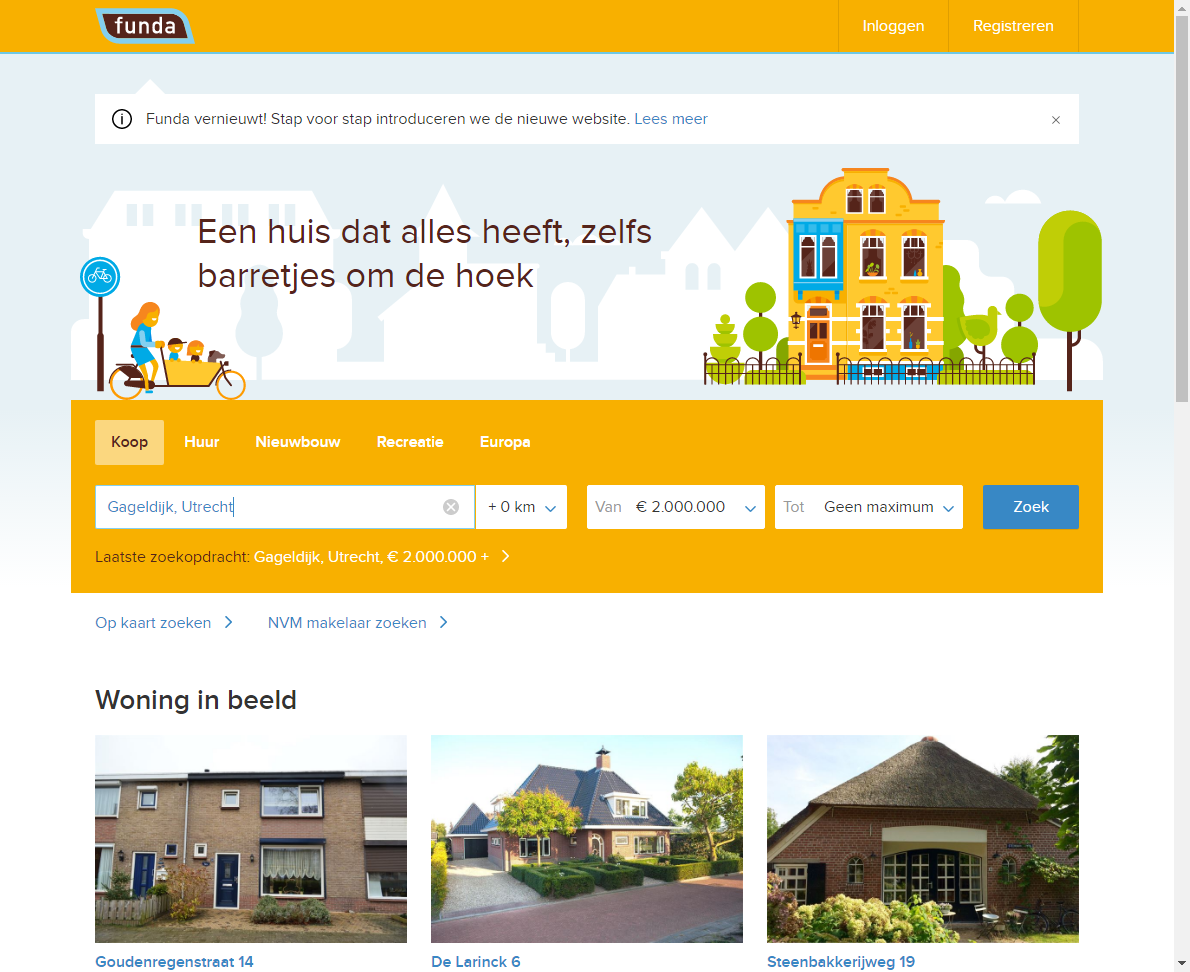 funda
Inloggen
Registreren
Funda vernieuwt! Stap voor stap introduceren we de nieuwe website. Lees meer
Een huis dat alles heeft, zelfs
barretjes om de hoek
Koop
Huur
Nieuwbouw
Recreatie
Europa
Gageldijk, Utrecht
+ 0 km
Van € 2.000.000
Tot Geen maximum
Zoek
Laatste zoekopdracht: Gageldijk, Utrecht, € 2.000.000 +
Op kaart zoeken
NVM makelaar zoeken
Woning in beeld
Goudenregenstraat 14
De Larinck 6
Steenbakkerijweg 19